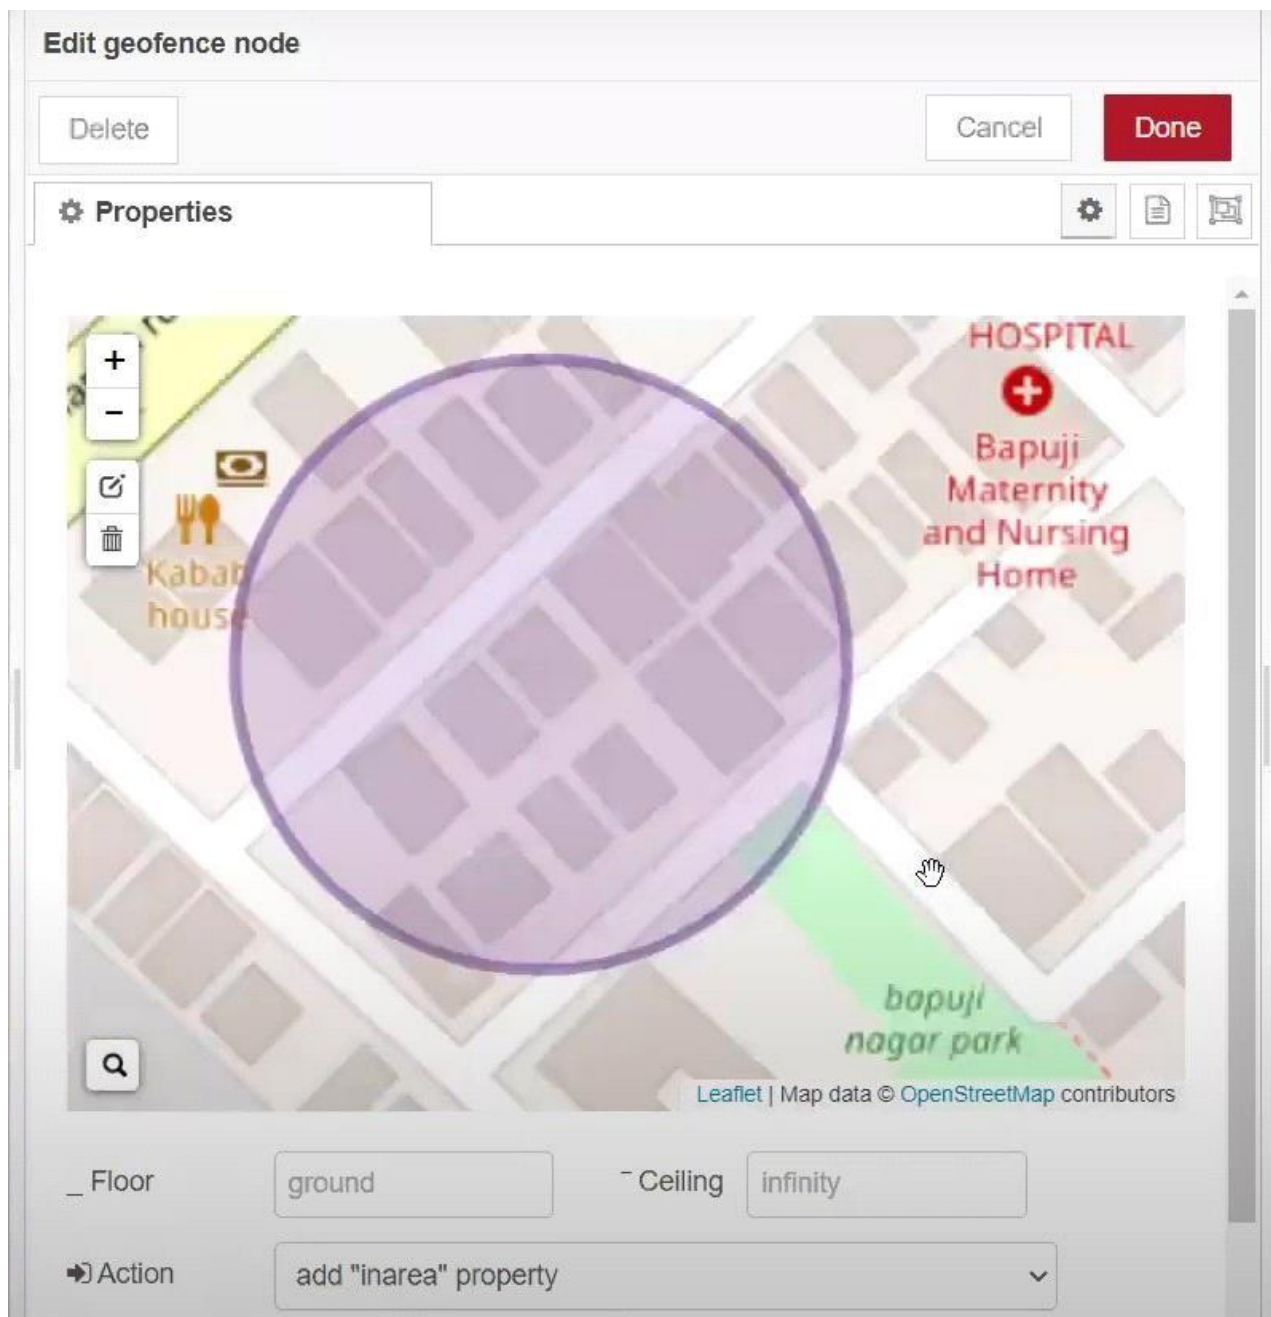 Edit geofence node
Delete
Cancel
Done
Properties
+
HOSPITAL
−
Bapuji
Maternity
and Nursing
Home
Kabab
house
bapuji
nagar park
Leaflet | Map data © OpenStreetMap contributors
_ Floor
ground
‾ Ceiling
infinity
Action
add "inarea" property